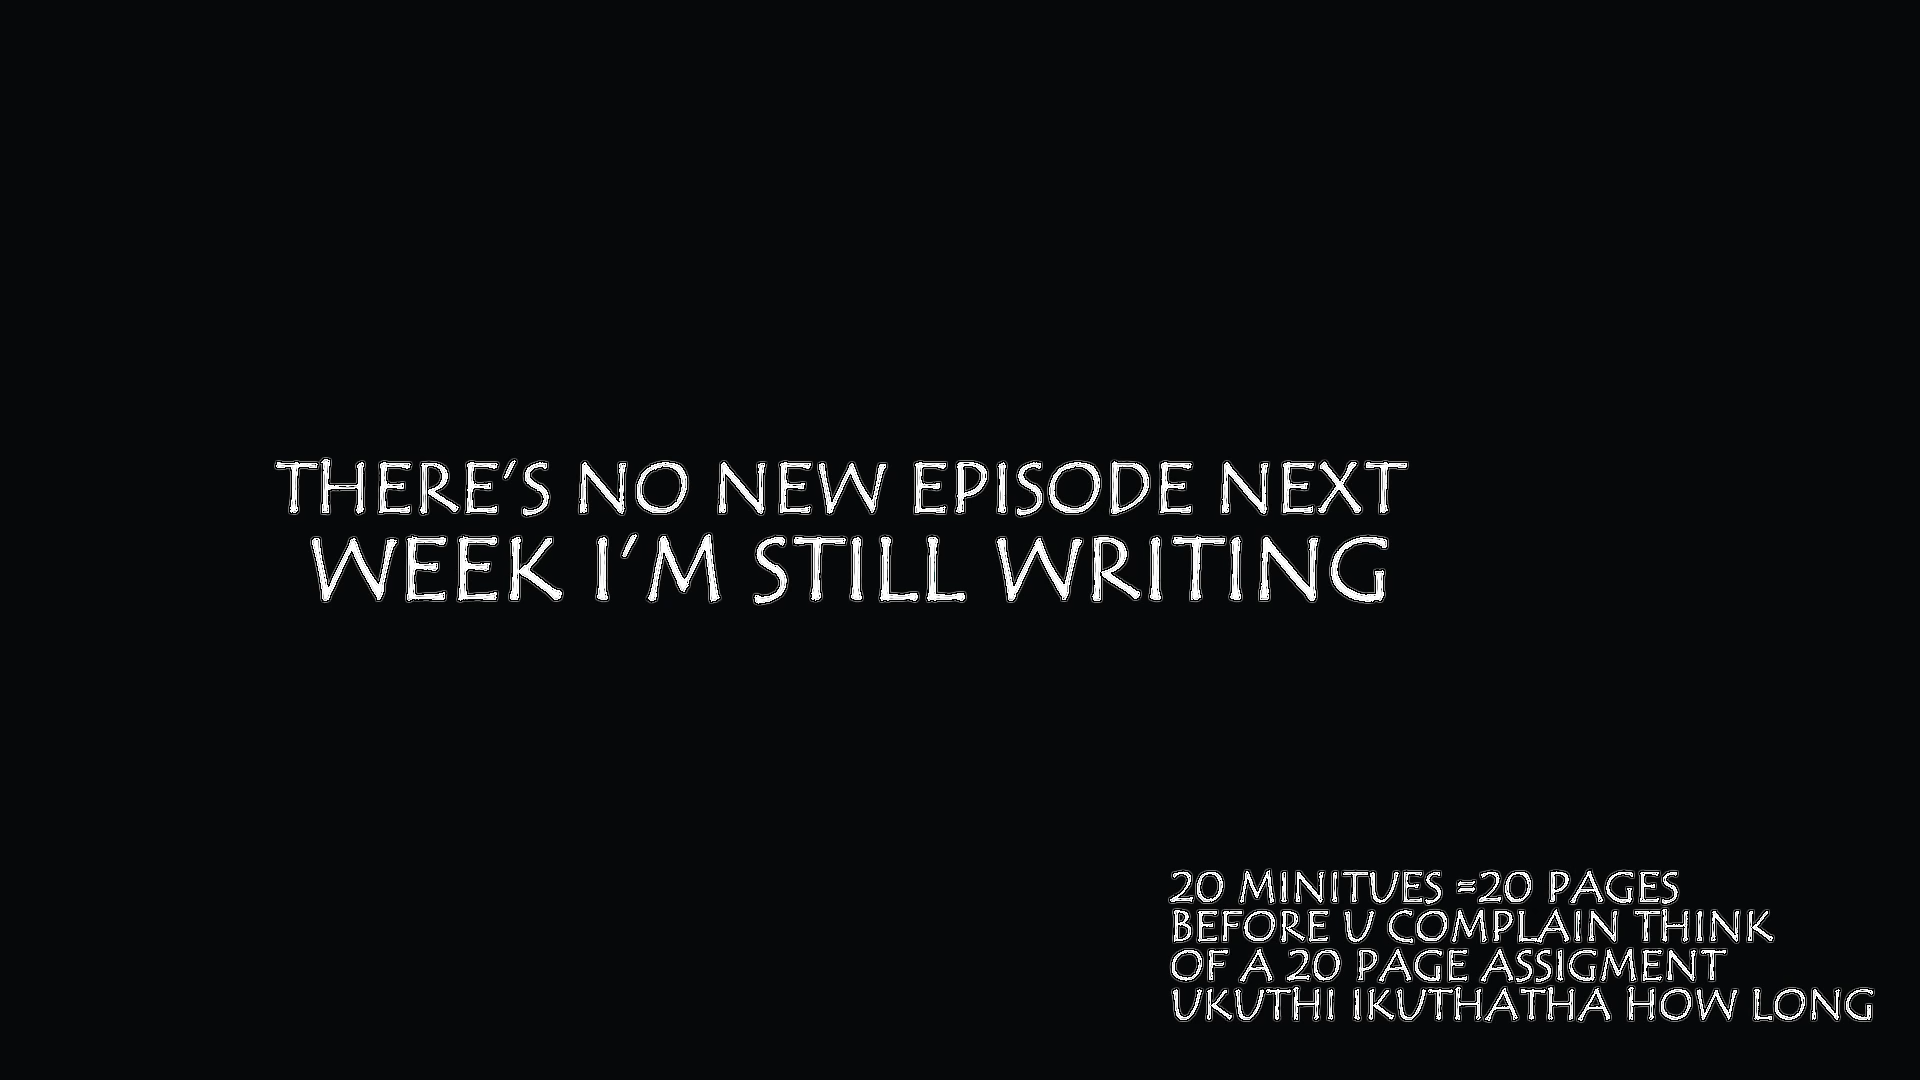 THERE'S NO NEW EPISODE NEXT
WEEK I'M STILL WRITING
20 MINITUES =20 PAGES
BEFORE U COMPLAIN THINK
OF A 20 PAGE ASSIGMENT
UKUTHI IKUTHATHA HOW LONG